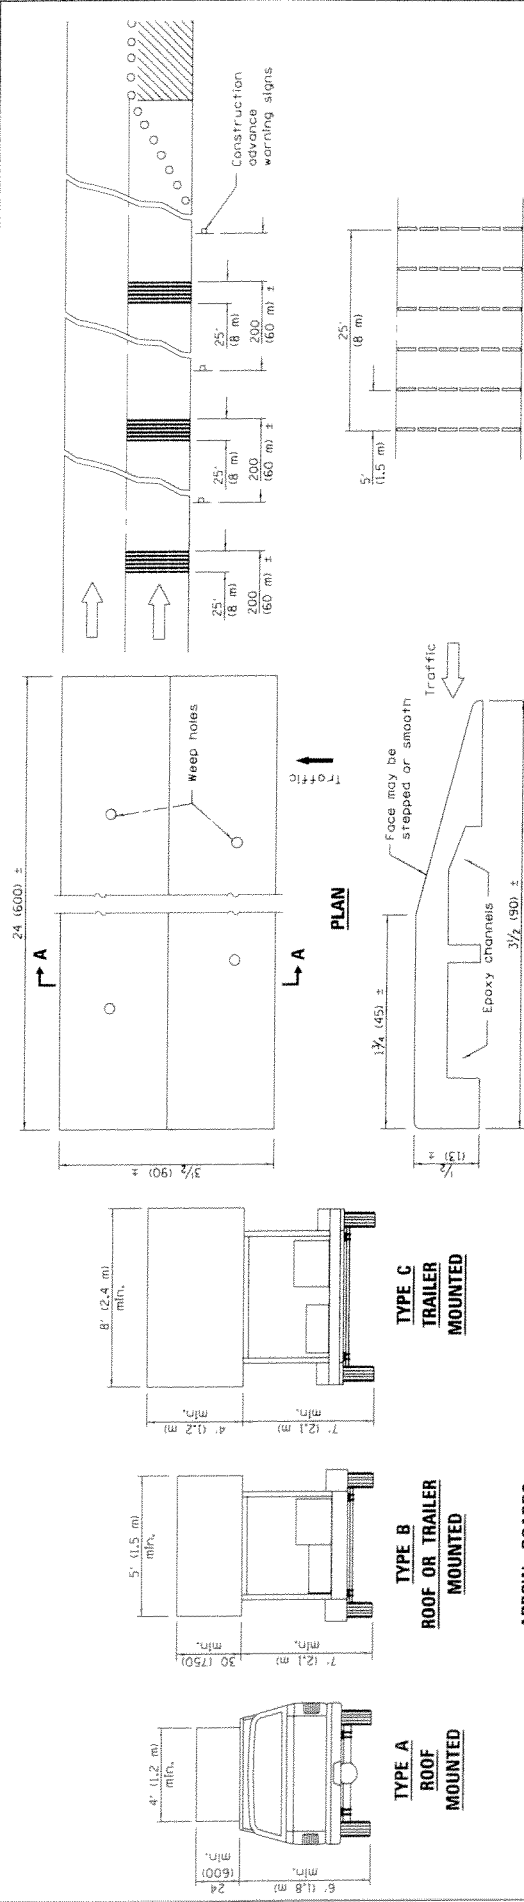 4' (1.2 m)
min.
24
(600)
min.
6' (1.8 m)
min.
TYPE A
ROOF
MOUNTED
5' (1.5 m)
min.
30 (750)
min.
7' (2.1 m)
min.
TYPE B
ROOF OR TRAILER
MOUNTED
8' (2.4 m)
min.
4' (1.2 m)
min.
7' (2.1 m)
min.
TYPE C
TRAILER
MOUNTED
24 (600) ±
A
3½ (90) ±
Weep holes
A
Traffic
PLAN
1¾ (45) ±
Face may be
stepped or smooth
Traffic
½
(13) ±
Epoxy channels
3½ (90) ±
25'
(8 m)
200
(60 m) ±
25'
(8 m)
200
(60 m) ±
25'
(8 m)
200
(60 m) ±
Construction
advance
warning signs
5'
(1.5 m)
25'
(8 m)